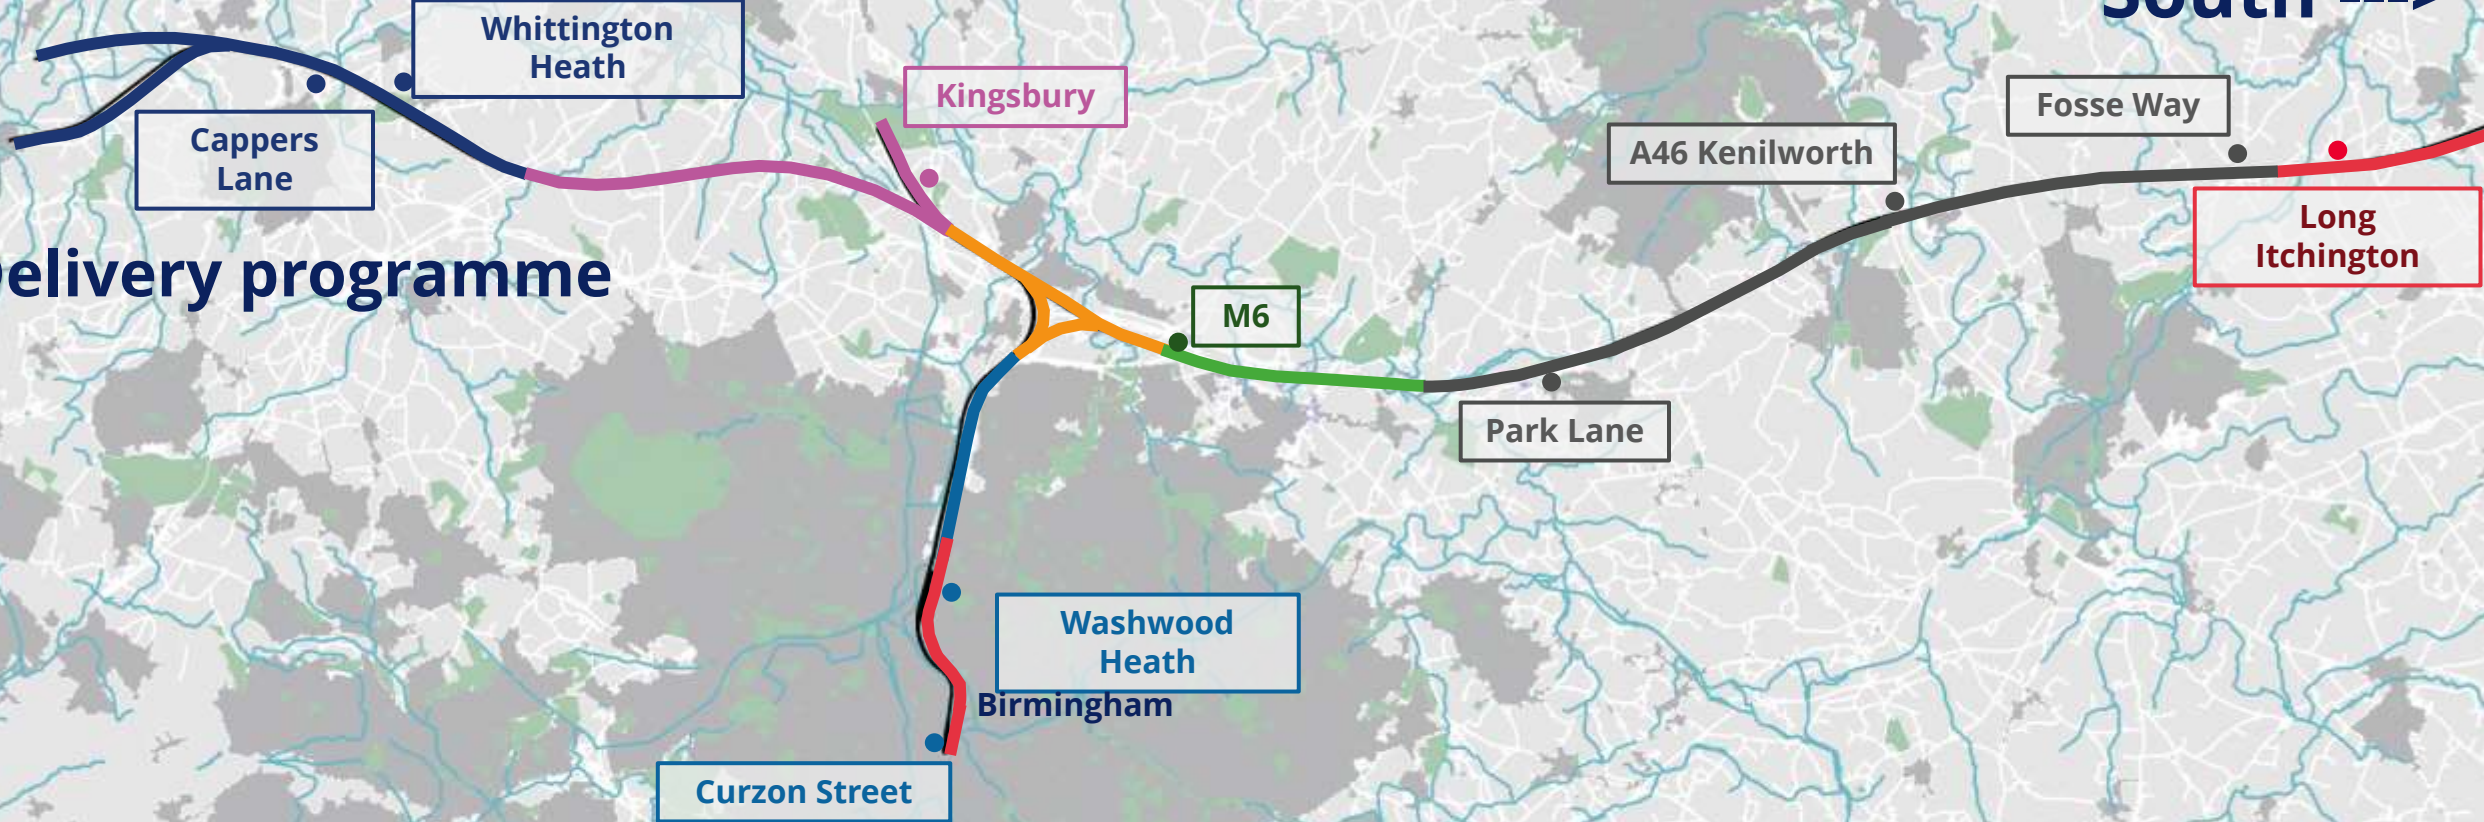 South --->
Whittington
Heath
Kingsbury
Fosse Way
Cappers
Lane
A46 Kenilworth
Long
Itchington
elivery programme
M6
Park Lane
Washwood
Heath
Birmingham
Curzon Street